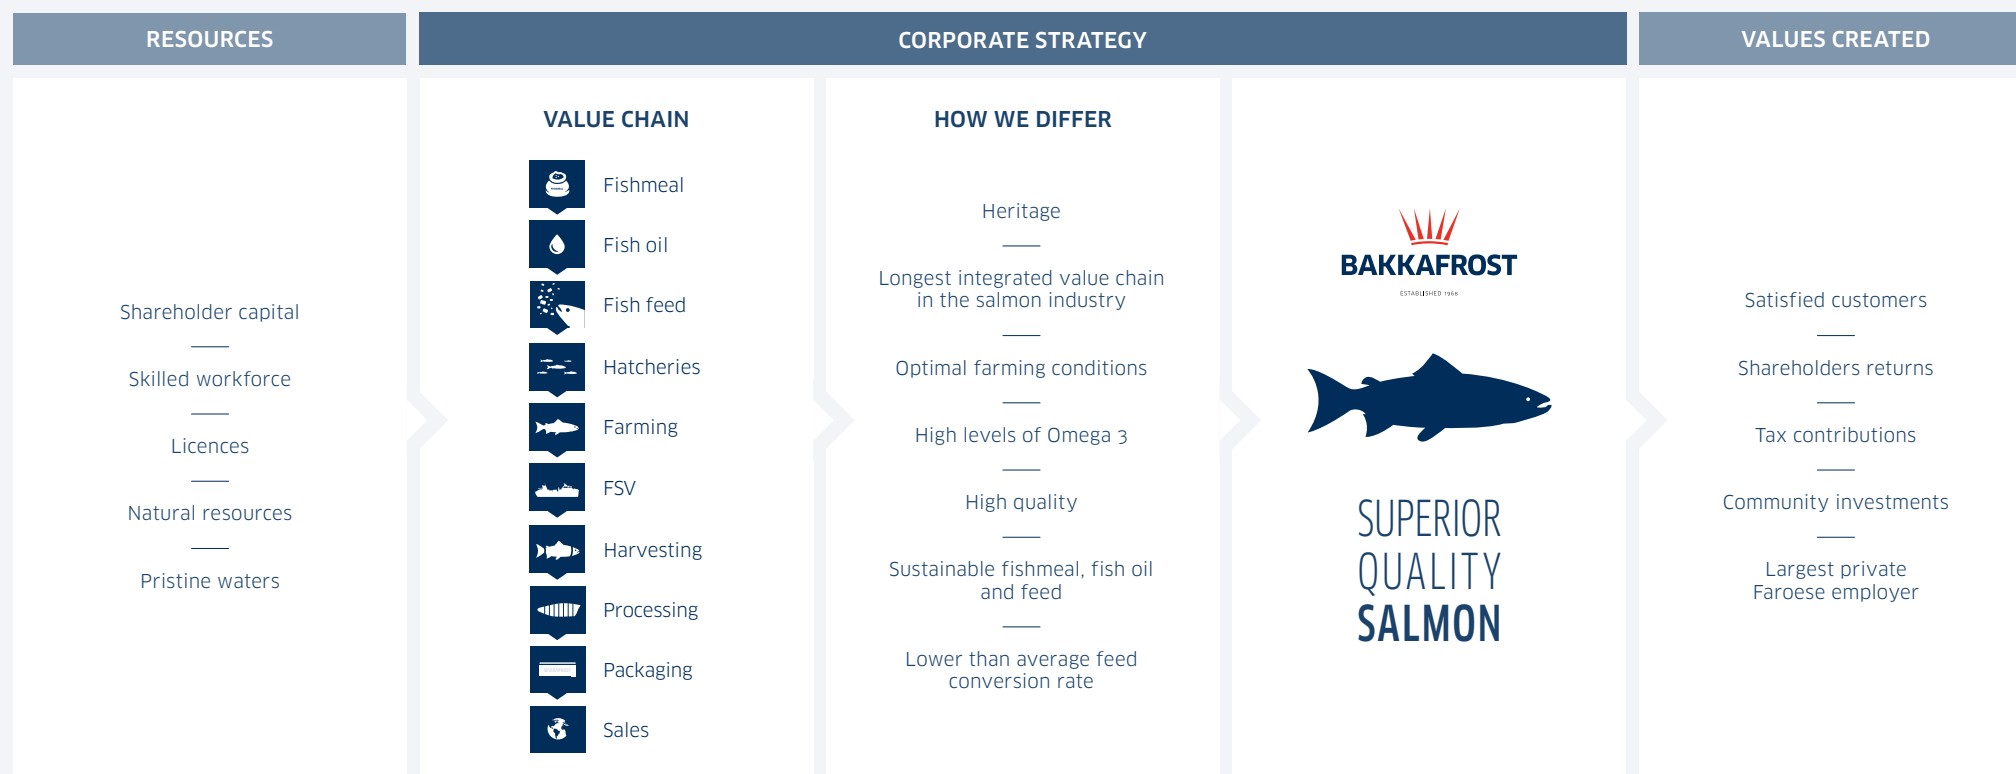 RESOURCES
CORPORATE STRATEGY
VALUES CREATED
Shareholder capital
Skilled workforce
Licences
Natural resources
Pristine waters
VALUE CHAIN
Fishmeal
Fish oil
Fish feed
Hatcheries
Farming
FSV
Harvesting
Processing
Packaging
Sales
HOW WE DIFFER
Heritage
Longest integrated value chain
in the salmon industry
Optimal farming conditions
High levels of Omega 3
High quality
Sustainable fishmeal, fish oil
and feed
Lower than average feed
conversion rate
BAKKAFROST
ESTABLISHED 1968
SUPERIOR
QUALITY
SALMON
Satisfied customers
Shareholders returns
Tax contributions
Community investments
Largest private
Faroese employer